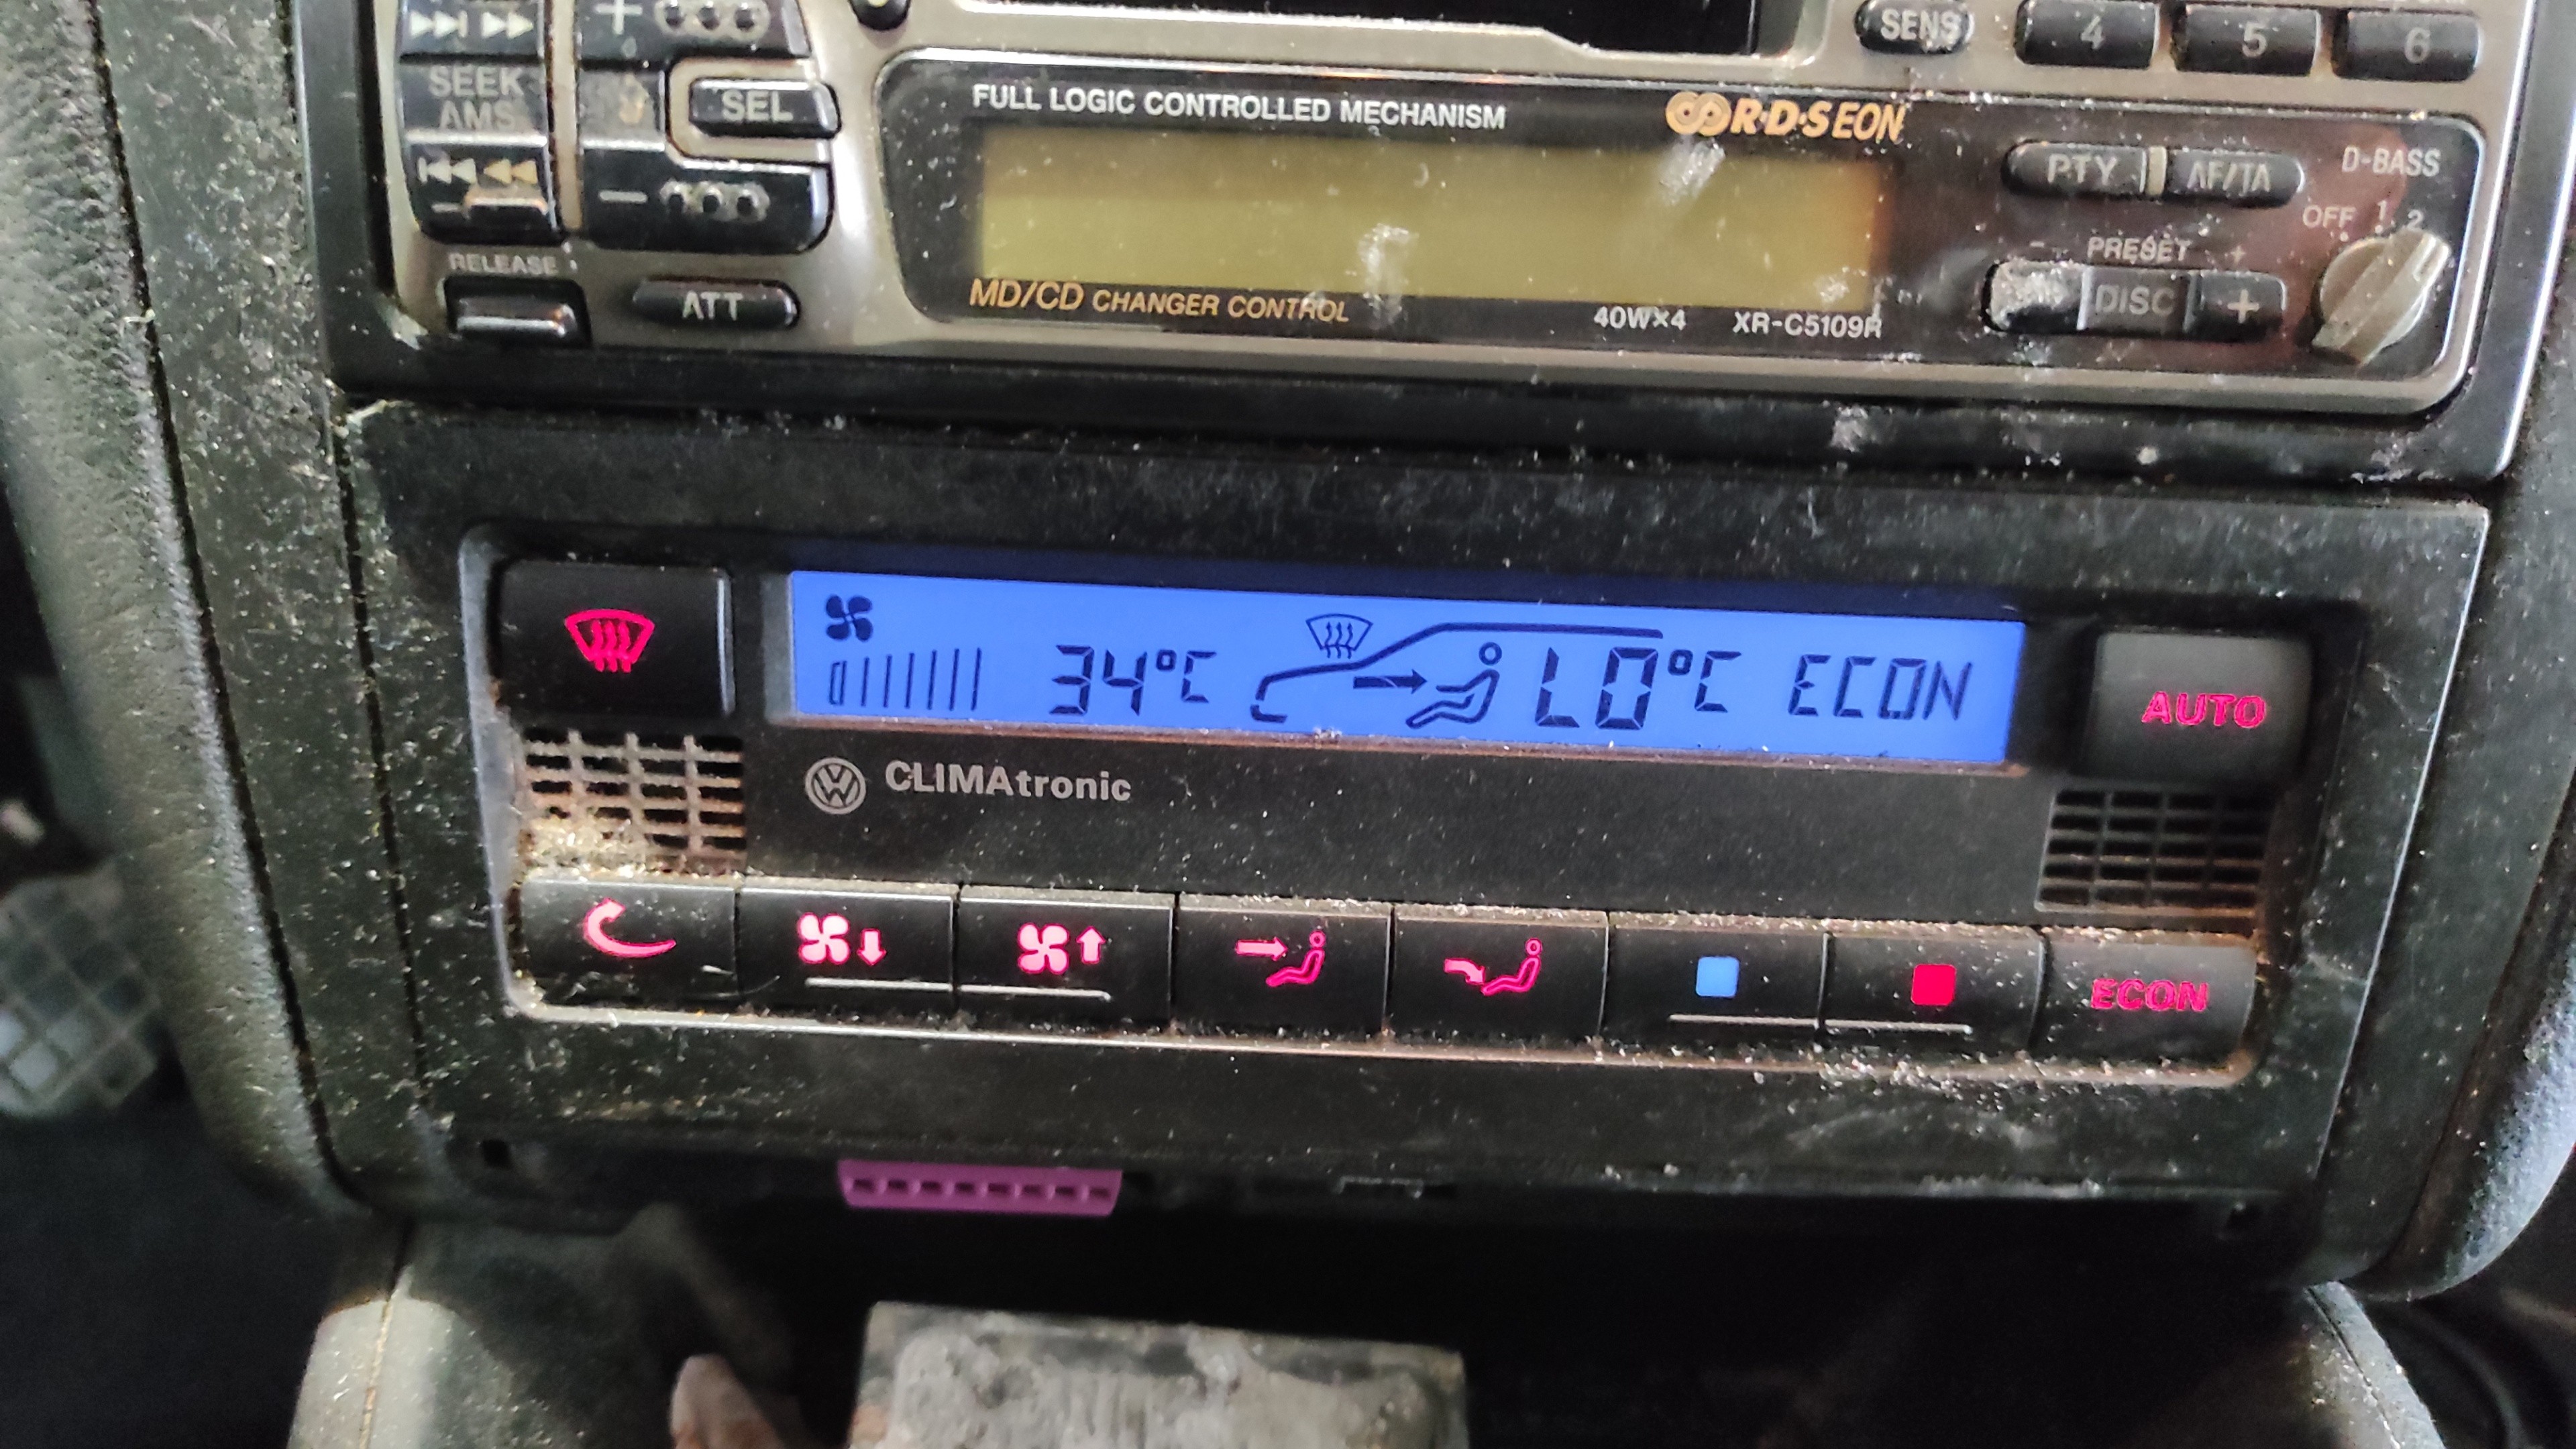 SENS
4
5
6
SEEK
AMS
SEL
FULL LOGIC CONTROLLED MECHANISM
R·D·S EON
PTY
AF/TA
D-BASS
OFF 1 2
RELEASE
ATT
MD/CD CHANGER CONTROL
40W×4
XR-C5109R
PRESET
- +
DISC
+
34°C
LO°C
ECON
AUTO
CLIMAtronic
ECON